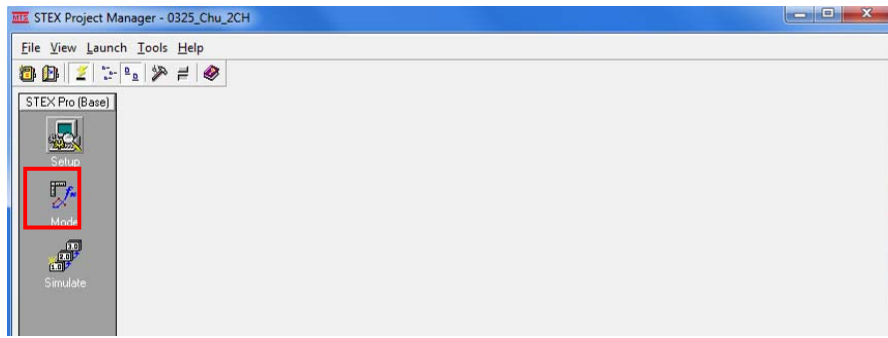 STEX Project Manager - 0325_Chu_2CH
File View Launch Tools Help
STEX Pro (Base)
Setup
Mode
Simulate